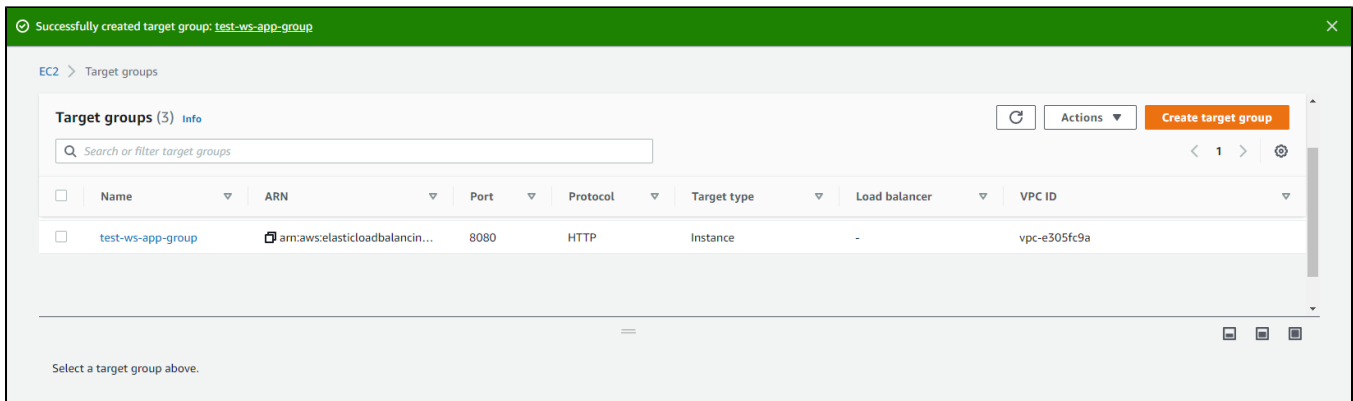 Successfully created target group: test-ws-app-group
EC2 > Target groups
Target groups (3) Info
Actions
Create target group
Search or filter target groups
1
Name ARN Port Protocol Target type Load balancer VPC ID
test-ws-app-group arn:aws:elasticloadbalancin... 8080 HTTP Instance - vpc-e305fc9a
Select a target group above.